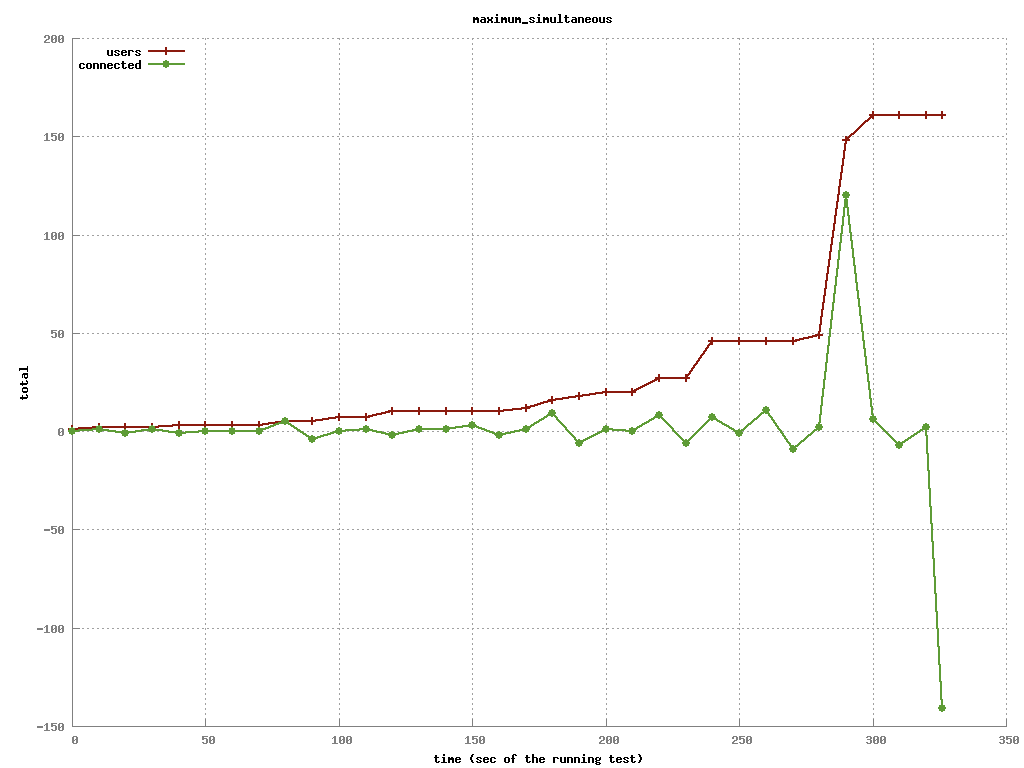 maximum_simultaneous
200
users
connected
150
100
50
total
0
-50
-100
-150
0 50 100 150 200 250 300 350
time (sec of the running test)